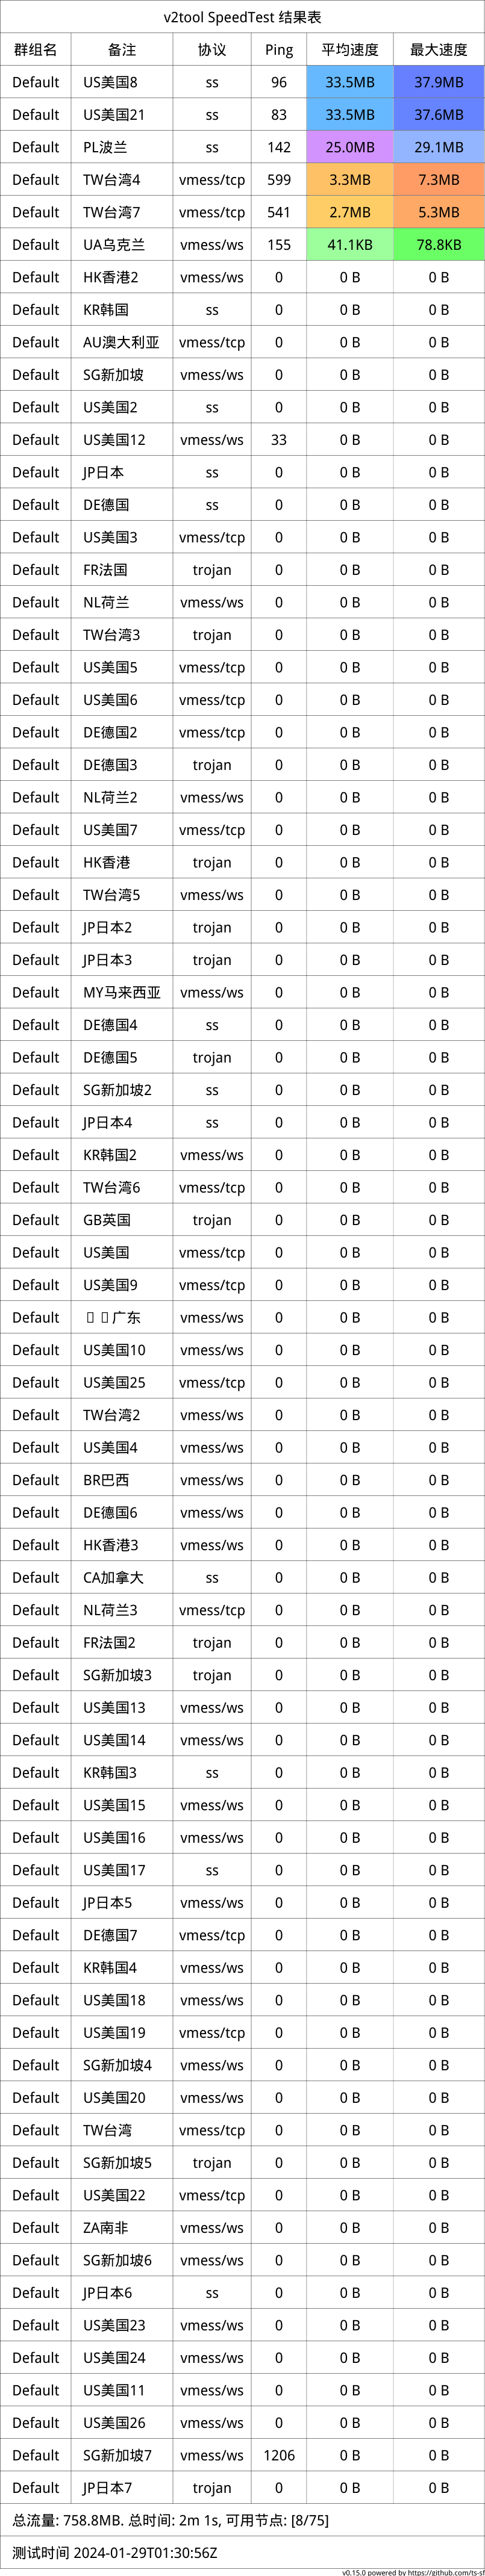 v2tool SpeedTest 结果表
群组名 备注 协议 Ping 平均速度 最大速度
Default US美国8 ss 96 33.5MB 37.9MB
Default US美国21 ss 83 33.5MB 37.6MB
Default PL波兰 ss 142 25.0MB 29.1MB
Default TW台湾4 vmess/tcp 599 3.3MB 7.3MB
Default TW台湾7 vmess/tcp 541 2.7MB 5.3MB
Default UA乌克兰 vmess/ws 155 41.1KB 78.8KB
Default HK香港2 vmess/ws 0 0 B 0 B
Default KR韩国 ss 0 0 B 0 B
Default AU澳大利亚 vmess/tcp 0 0 B 0 B
Default SG新加坡 vmess/ws 0 0 B 0 B
Default US美国2 ss 0 0 B 0 B
Default US美国12 vmess/ws 33 0 B 0 B
Default JP日本 ss 0 0 B 0 B
Default DE德国 ss 0 0 B 0 B
Default US美国3 vmess/tcp 0 0 B 0 B
Default FR法国 trojan 0 0 B 0 B
Default NL荷兰 vmess/ws 0 0 B 0 B
Default TW台湾3 trojan 0 0 B 0 B
Default US美国5 vmess/tcp 0 0 B 0 B
Default US美国6 vmess/tcp 0 0 B 0 B
Default DE德国2 vmess/tcp 0 0 B 0 B
Default DE德国3 trojan 0 0 B 0 B
Default NL荷兰2 vmess/ws 0 0 B 0 B
Default US美国7 vmess/tcp 0 0 B 0 B
Default HK香港 trojan 0 0 B 0 B
Default TW台湾5 vmess/ws 0 0 B 0 B
Default JP日本2 trojan 0 0 B 0 B
Default JP日本3 trojan 0 0 B 0 B
Default MY马来西亚 vmess/ws 0 0 B 0 B
Default DE德国4 ss 0 0 B 0 B
Default DE德国5 trojan 0 0 B 0 B
Default SG新加坡2 ss 0 0 B 0 B
Default JP日本4 ss 0 0 B 0 B
Default KR韩国2 vmess/ws 0 0 B 0 B
Default TW台湾6 vmess/tcp 0 0 B 0 B
Default GB英国 trojan 0 0 B 0 B
Default US美国 vmess/tcp 0 0 B 0 B
Default US美国9 vmess/tcp 0 0 B 0 B
Default 广东 vmess/ws 0 0 B 0 B
Default US美国10 vmess/ws 0 0 B 0 B
Default US美国25 vmess/tcp 0 0 B 0 B
Default TW台湾2 vmess/ws 0 0 B 0 B
Default US美国4 vmess/ws 0 0 B 0 B
Default BR巴西 vmess/ws 0 0 B 0 B
Default DE德国6 vmess/ws 0 0 B 0 B
Default HK香港3 vmess/ws 0 0 B 0 B
Default CA加拿大 ss 0 0 B 0 B
Default NL荷兰3 vmess/tcp 0 0 B 0 B
Default FR法国2 trojan 0 0 B 0 B
Default SG新加坡3 trojan 0 0 B 0 B
Default US美国13 vmess/ws 0 0 B 0 B
Default US美国14 vmess/ws 0 0 B 0 B
Default KR韩国3 ss 0 0 B 0 B
Default US美国15 vmess/ws 0 0 B 0 B
Default US美国16 vmess/ws 0 0 B 0 B
Default US美国17 ss 0 0 B 0 B
Default JP日本5 vmess/ws 0 0 B 0 B
Default DE德国7 vmess/tcp 0 0 B 0 B
Default KR韩国4 vmess/ws 0 0 B 0 B
Default US美国18 vmess/ws 0 0 B 0 B
Default US美国19 vmess/tcp 0 0 B 0 B
Default SG新加坡4 vmess/ws 0 0 B 0 B
Default US美国20 vmess/ws 0 0 B 0 B
Default TW台湾 vmess/tcp 0 0 B 0 B
Default SG新加坡5 trojan 0 0 B 0 B
Default US美国22 vmess/tcp 0 0 B 0 B
Default ZA南非 vmess/ws 0 0 B 0 B
Default SG新加坡6 vmess/ws 0 0 B 0 B
Default JP日本6 ss 0 0 B 0 B
Default US美国23 vmess/ws 0 0 B 0 B
Default US美国24 vmess/ws 0 0 B 0 B
Default US美国11 vmess/ws 0 0 B 0 B
Default US美国26 vmess/ws 0 0 B 0 B
Default SG新加坡7 vmess/ws 1206 0 B 0 B
Default JP日本7 trojan 0 0 B 0 B
总流量: 758.8MB. 总时间: 2m 1s, 可用节点: [8/75]
测试时间 2024-01-29T01:30:56Z
v0.15.0 powered by https://github.com/ts-sf